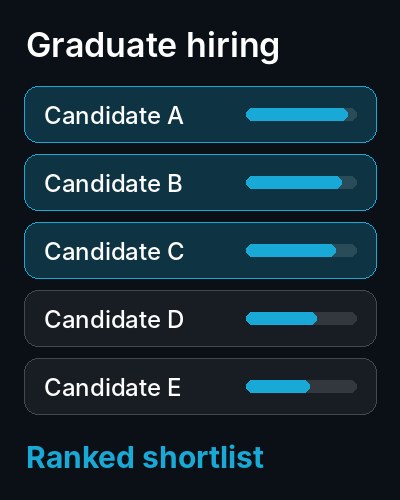 Graduate hiring
Candidate A
Candidate B
Candidate C
Candidate D
Candidate E
Ranked shortlist